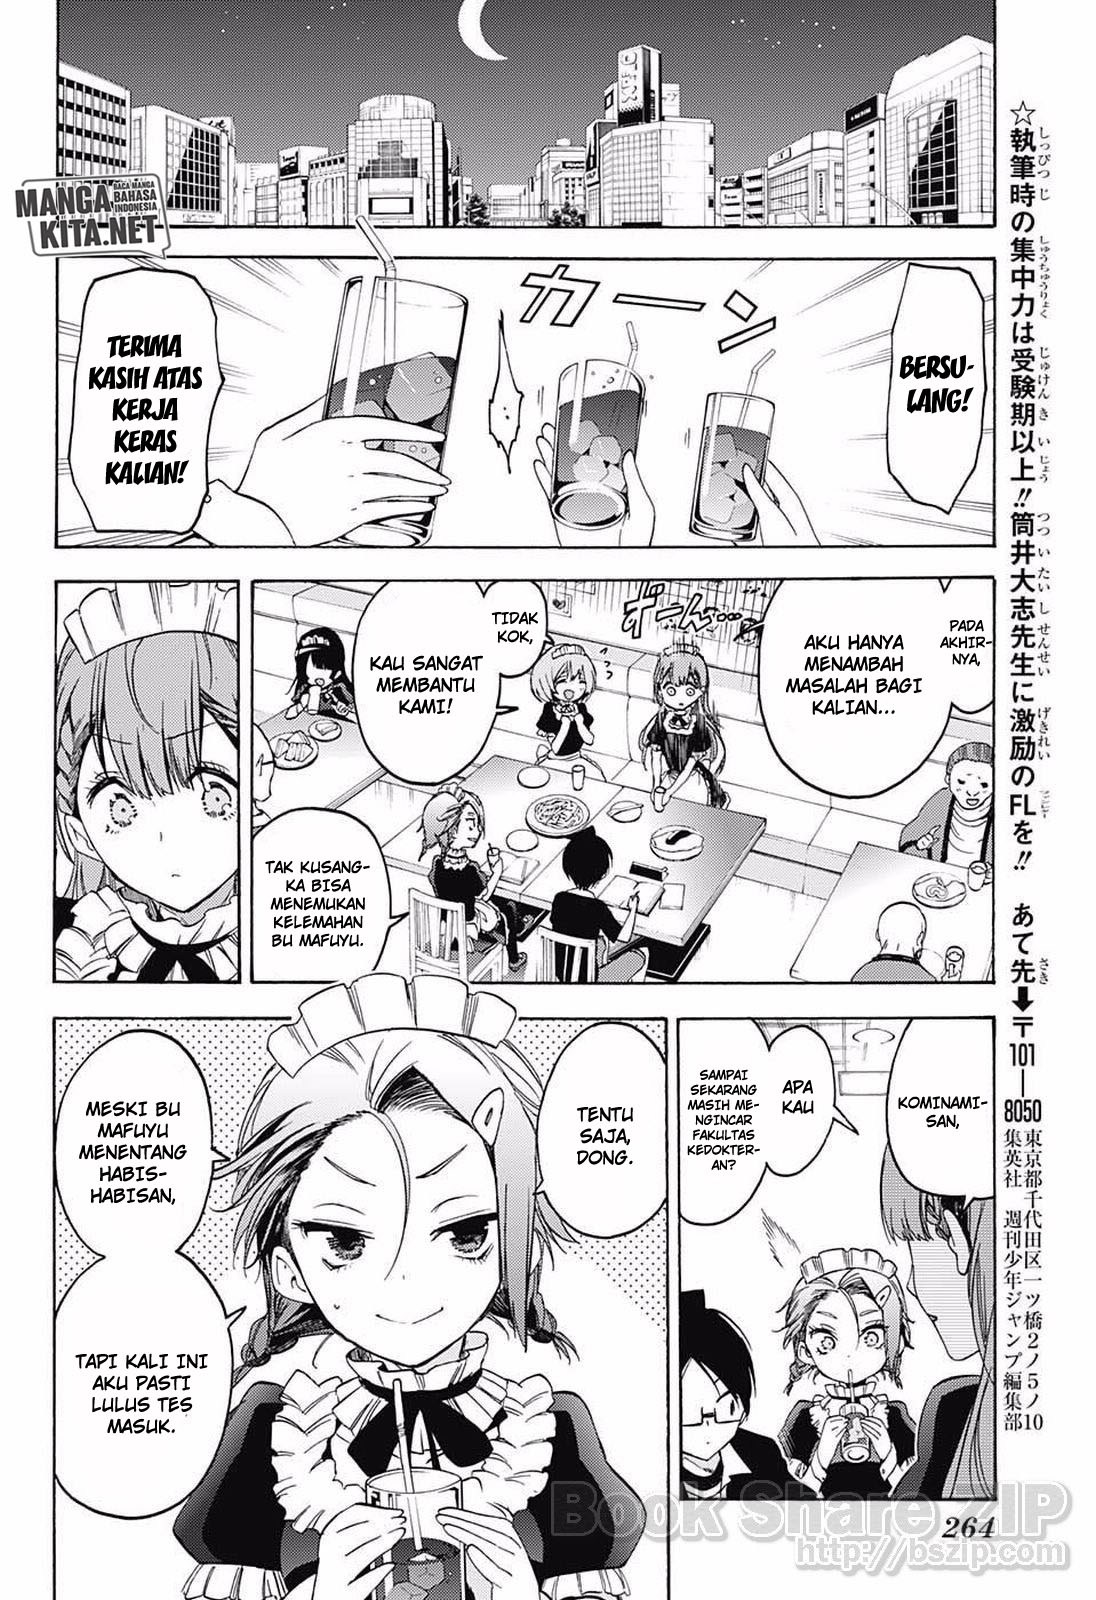 MANGA
KITA.NET
BACA MANGA
BAHASA
INDONESIA
BERSU-
LANG!
カーン
TERIMA
KASIH ATAS
KERJA
KERAS
KALIAN!
PADA
AKHIR-
NYA,
AKU HANYA
MENAMBAH
MASALAH BAGI
KALIAN...
ずーん...
TIDAK
KOK,
KAU SANGAT
MEMBANTU
KAMI!
TAK KUSANG-
KA BISA
MENEMUKAN
KELEMAHAN
BU MAFUYU.
KOMINAMI-
SAN,
APA
KAU
SAMPAI
SEKARANG
MASIH ME-
NGINCAR
FAKULTAS
KEDOKTER-
AN?
TENTU
SAJA,
DONG.
MESKI BU
MAFUYU
MENENTANG
HABIS-
HABISAN,
TAPI KALI INI
AKU PASTI
LULUS TES
MASUK.
☆執筆時の集中力は受験期以上!!筒井大志先生に激励のFLを!! あて先➡〒101-8050
東京都千代田区一ツ橋2ノ5ノ10
集英社 週刊少年ジャンプ編集部
264
Book Share ZIP
http://bszip.com